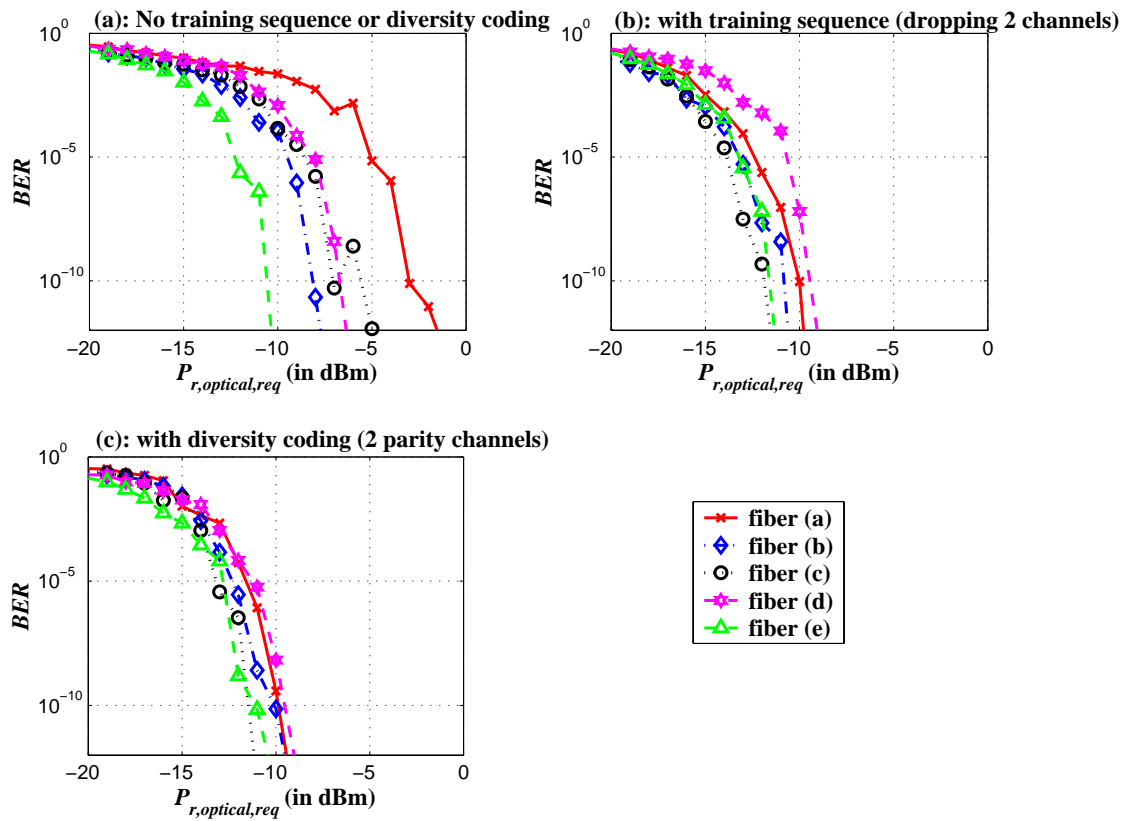 (a): No training sequence or diversity coding
10^0
10^-5
10^-10
BER
−20 −15 −10 −5 0
P_r,optical,req (in dBm)
(b): with training sequence (dropping 2 channels)
10^0
10^-5
10^-10
BER
−20 −15 −10 −5 0
P_r,optical,req (in dBm)
(c): with diversity coding (2 parity channels)
10^0
10^-5
10^-10
BER
−20 −15 −10 −5 0
P_r,optical,req (in dBm)
fiber (a)
fiber (b)
fiber (c)
fiber (d)
fiber (e)